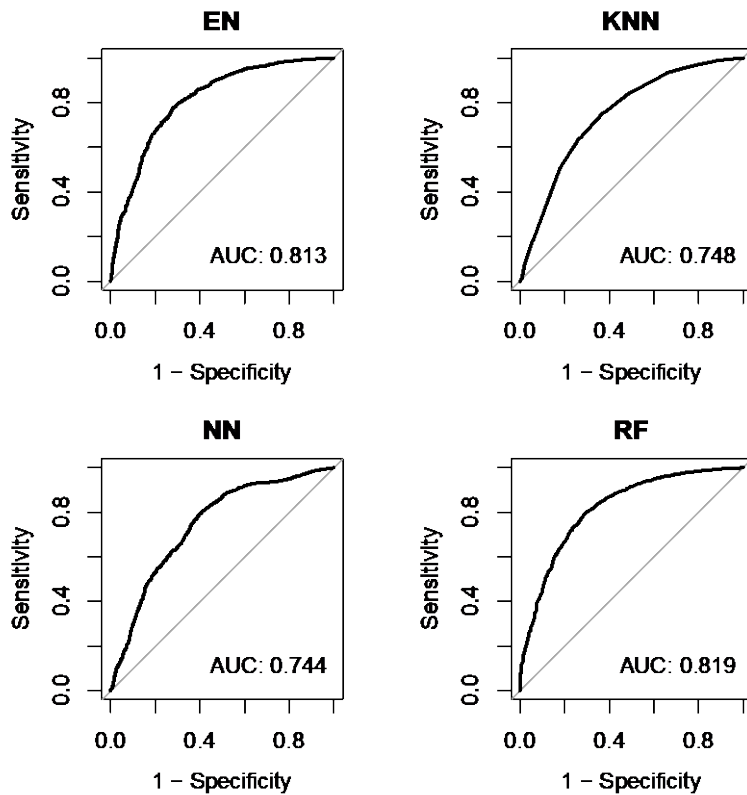 EN
Sensitivity
0.0 0.4 0.8
AUC: 0.813
0.0 0.4 0.8
1 − Specificity
KNN
Sensitivity
0.0 0.4 0.8
AUC: 0.748
0.0 0.4 0.8
1 − Specificity
NN
Sensitivity
0.0 0.4 0.8
AUC: 0.744
0.0 0.4 0.8
1 − Specificity
RF
Sensitivity
0.0 0.4 0.8
AUC: 0.819
0.0 0.4 0.8
1 − Specificity